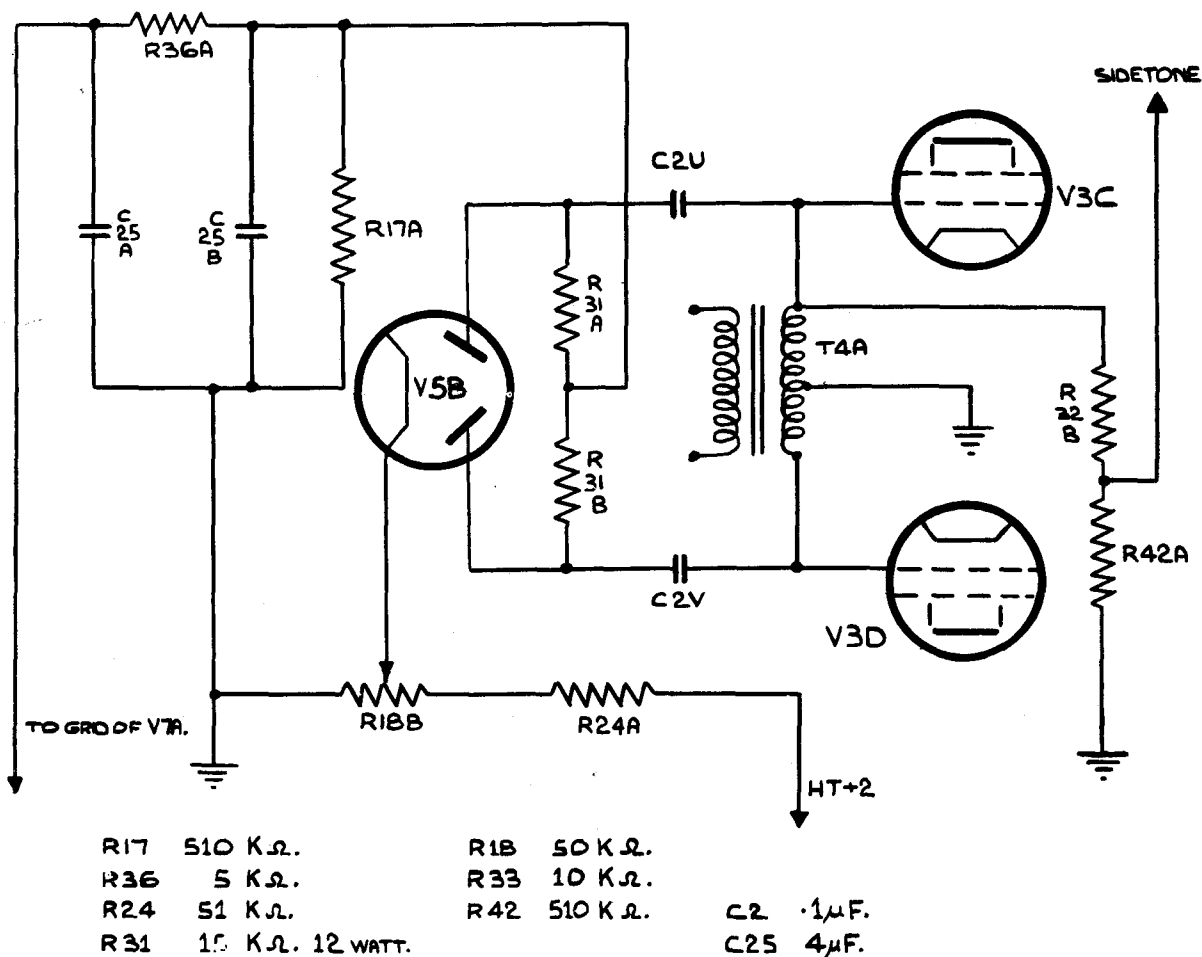 R36A
SIDETONE
C2U
V3C
C
25
A
C
25
B
R17A
R
31
A
V5B
T4A
R
B
R
31
B
R42A
C2V
V3D
R18B
R24A
TO GRID OF V7A.
HT+2
R17 510 KΩ.
R18 50 KΩ.
R36 5 KΩ.
R33 10 KΩ.
R24 51 KΩ.
R42 510 KΩ.
C2 .1µF.
R31 KΩ. 12 WATT.
C25 4µF.